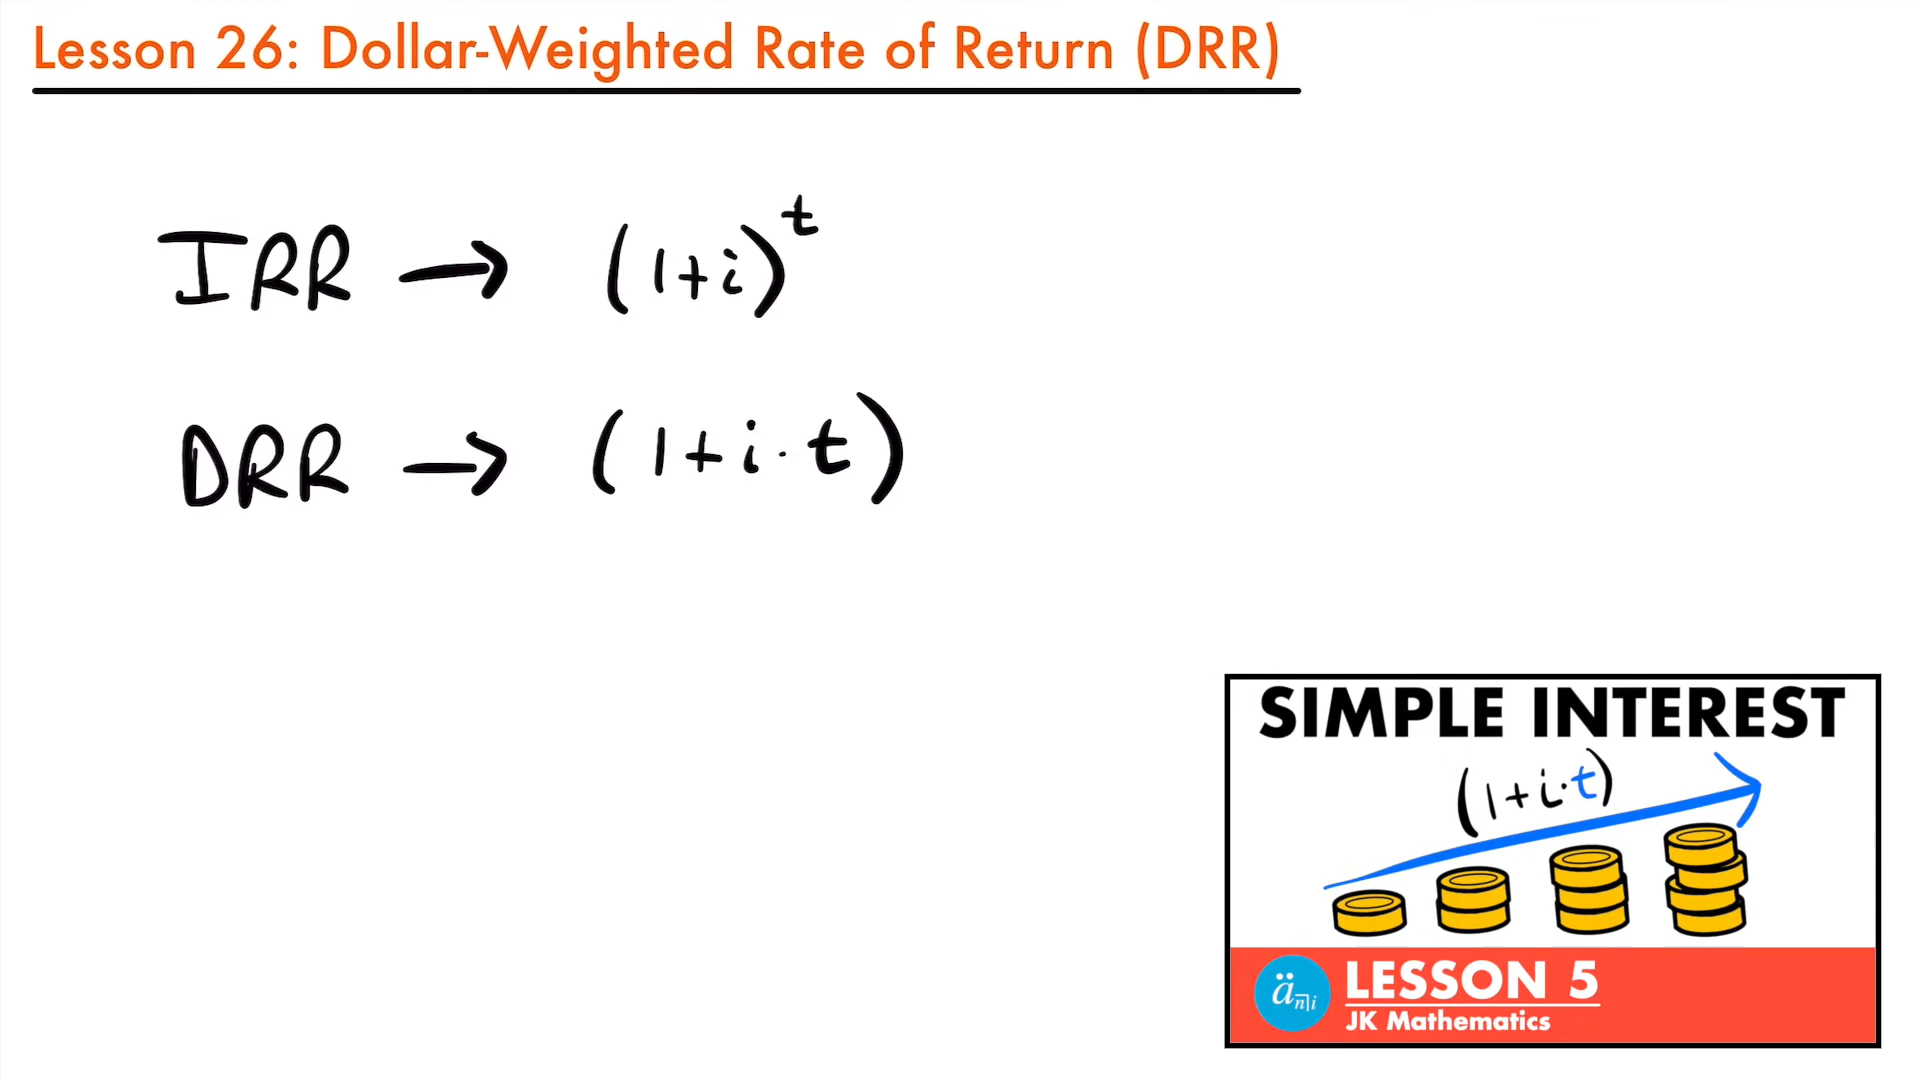 Lesson 26: Dollar-Weighted Rate of Return (DRR)
IRR → (1+i)^t
DRR → (1+i·t)
SIMPLE INTEREST
(1+i·t)
ä n|i
LESSON 5
JK Mathematics